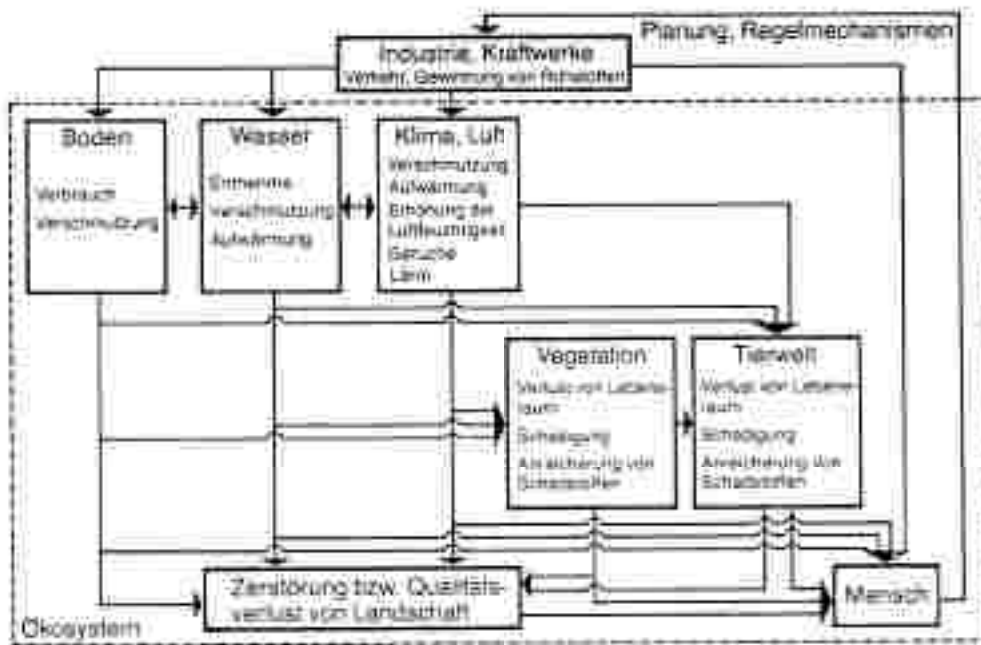 Planung, Regelmechanismen
Industrie, Kraftwerke
Verkehr, Gewinnung von Rohstoffen
Boden
Verbrauch
Verschmutzung
Wasser
Entnahme
Verschmutzung
Aufwärmung
Klima, Luft
Verschmutzung
Aufwärmung
Erhöhung der
Luftfeuchtigkeit
Gerüche
Lärm
Vegetation
Verlust von Lebens-
raum
Schädigung
Anreicherung von
Schadstoffen
Tierwelt
Verlust von Lebens-
raum
Schädigung
Anreicherung von
Schadstoffen
Zerstörung bzw. Qualitäts-
verlust von Landschaft
Mensch
Ökosystem